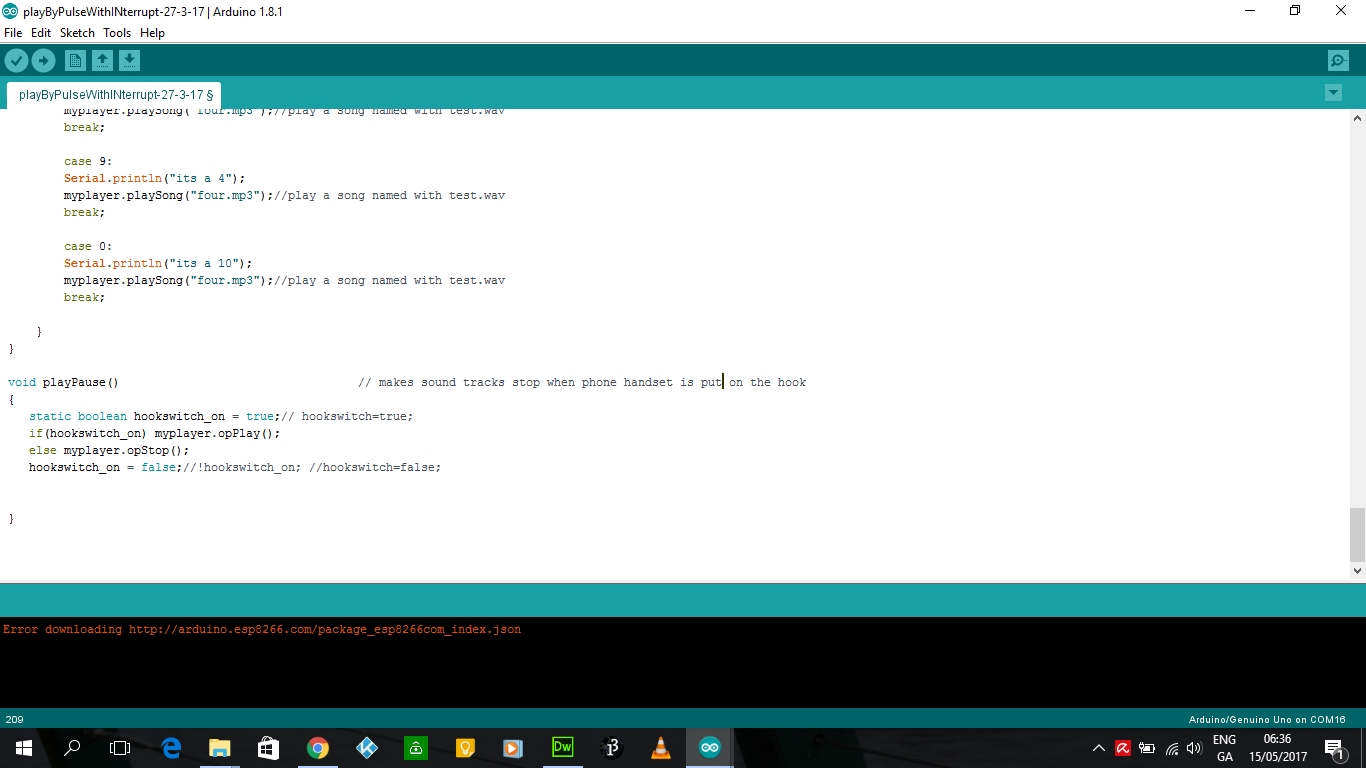 playByPulseWithINterrupt-27-3-17 | Arduino 1.8.1
File Edit Sketch Tools Help
playByPulseWithINterrupt-27-3-17 §
myplayer.playSong("four.mp3");//play a song named with test.wav
break;
case 9:
Serial.println("its a 4");
myplayer.playSong("four.mp3");//play a song named with test.wav
break;
case 0:
Serial.println("its a 10");
myplayer.playSong("four.mp3");//play a song named with test.wav
break;
}
}
void playPause() // makes sound tracks stop when phone handset is put on the hook
{
static boolean hookswitch_on = true;// hookswitch=true;
if(hookswitch_on) myplayer.opPlay();
else myplayer.opStop();
hookswitch_on = false;//!hookswitch_on; //hookswitch=false;
}
Error downloading http://arduino.esp8266.com/package_esp8266com_index.json
209 Arduino/Genuino Uno on COM16
Dw
ENG 06:36
GA 15/05/2017
1